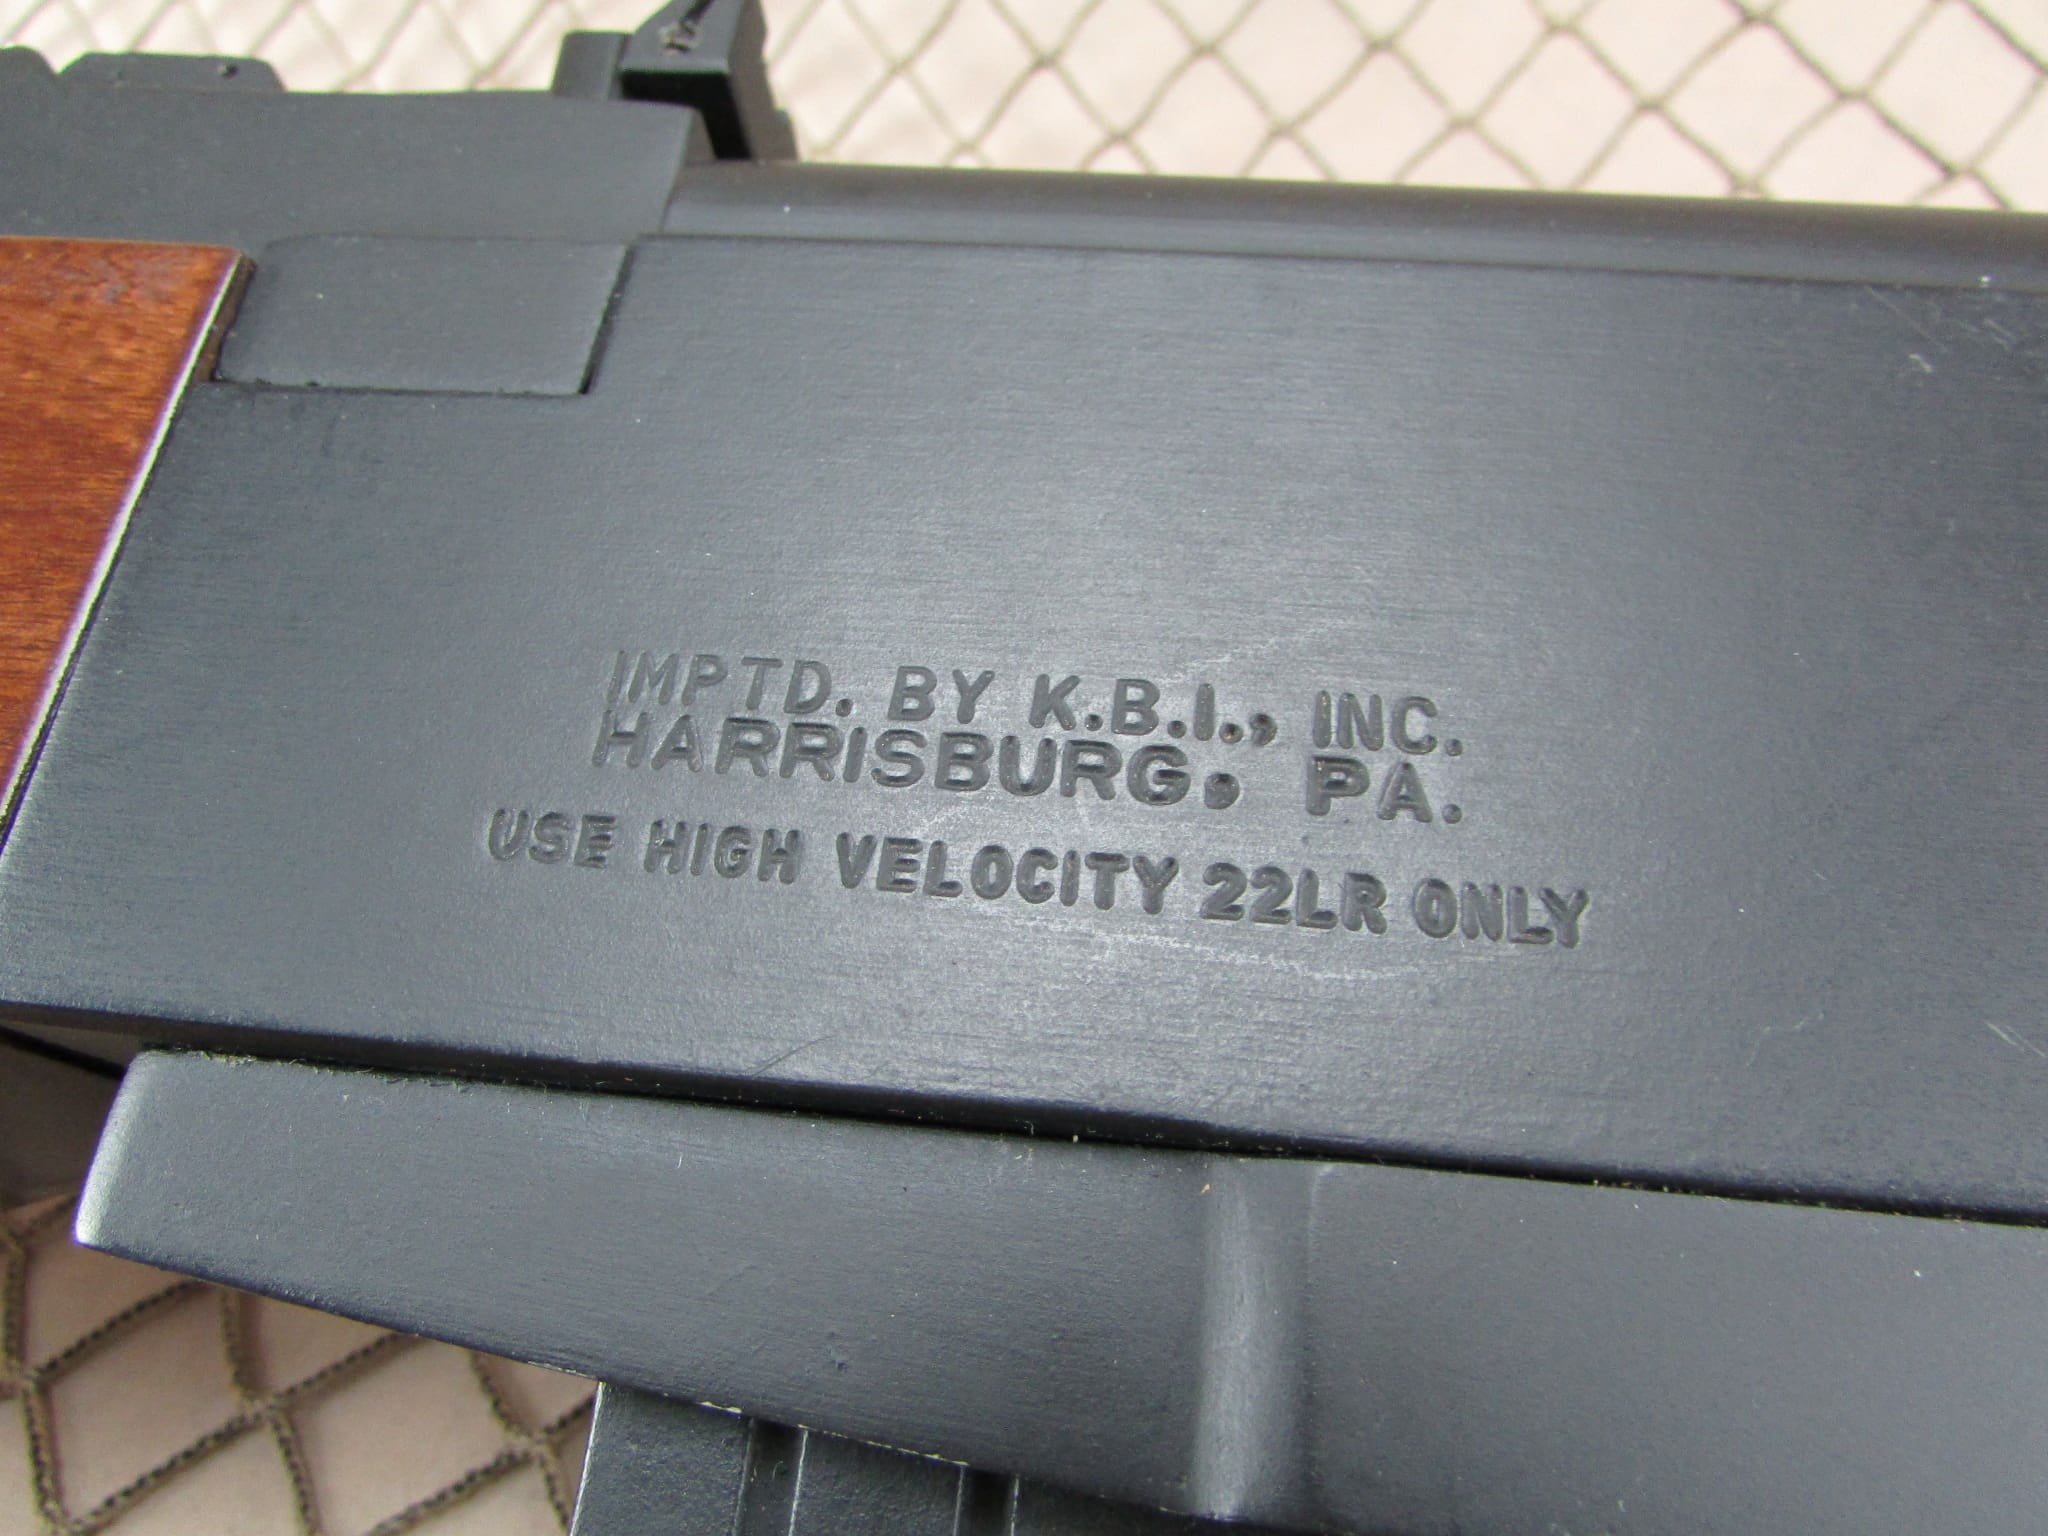 IMPTD. BY K.B.I., INC.
HARRISBURG, PA.
USE HIGH VELOCITY 22LR ONLY